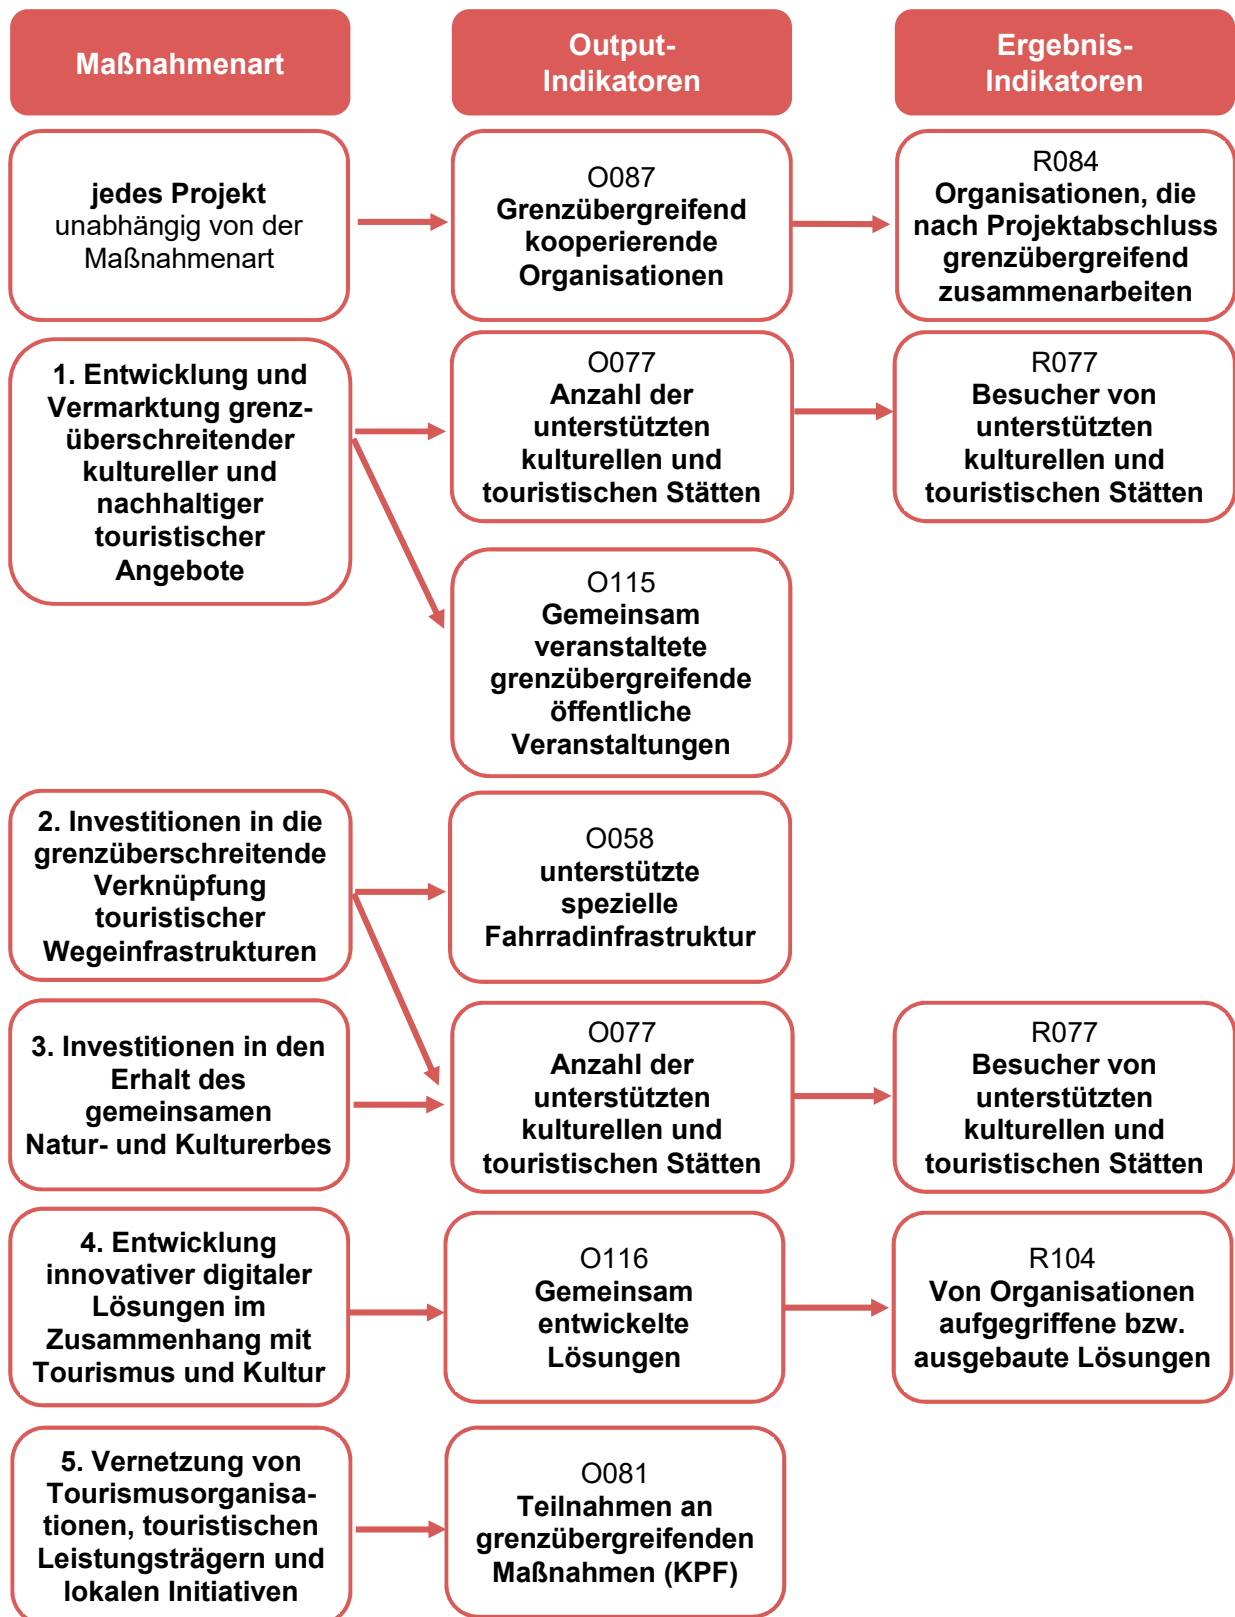 Maßnahmenart
Output-
Indikatoren
Ergebnis-
Indikatoren
jedes Projekt
unabhängig von der
Maßnahmenart
O087
Grenzübergreifend
kooperierende
Organisationen
R084
Organisationen, die
nach Projektabschluss
grenzübergreifend
zusammenarbeiten
1. Entwicklung und
Vermarktung grenz-
überschreitender
kultureller und
nachhaltiger
touristischer
Angebote
O077
Anzahl der
unterstützten
kulturellen und
touristischen Stätten
R077
Besucher von
unterstützten
kulturellen und
touristischen Stätten
O115
Gemeinsam
veranstaltete
grenzübergreifende
öffentliche
Veranstaltungen
2. Investitionen in die
grenzüberschreitende
Verknüpfung
touristischer
Wegeinfrastrukturen
O058
unterstützte
spezielle
Fahrradinfrastruktur
3. Investitionen in den
Erhalt des
gemeinsamen
Natur- und Kulturerbes
O077
Anzahl der
unterstützten
kulturellen und
touristischen Stätten
R077
Besucher von
unterstützten
kulturellen und
touristischen Stätten
4. Entwicklung
innovativer digitaler
Lösungen im
Zusammenhang mit
Tourismus und Kultur
O116
Gemeinsam
entwickelte
Lösungen
R104
Von Organisationen
aufgegriffene bzw.
ausgebaute Lösungen
5. Vernetzung von
Tourismusorganisa-
tionen, touristischen
Leistungsträgern und
lokalen Initiativen
O081
Teilnahmen an
grenzübergreifenden
Maßnahmen (KPF)